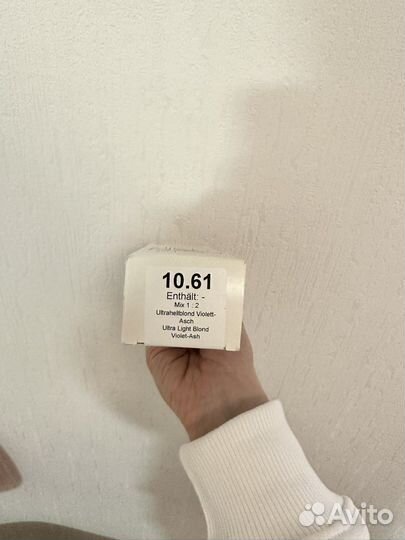 10.61
Enthält: -
Mix 1 : 2
Ultrahellblond Violett-
Asch
Ultra Light Blond
Violet-Ash
Avito